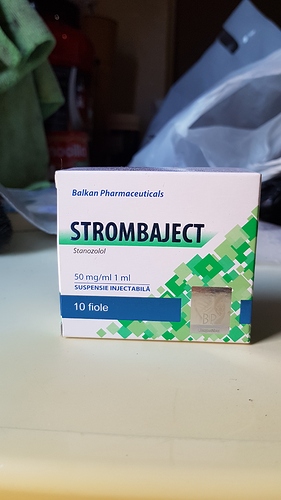 Balkan Pharmaceuticals
STROMBAJECT
Stanozolol
50 mg/ml 1 ml
SUSPENSIE INJECTABILĂ
10 fiole